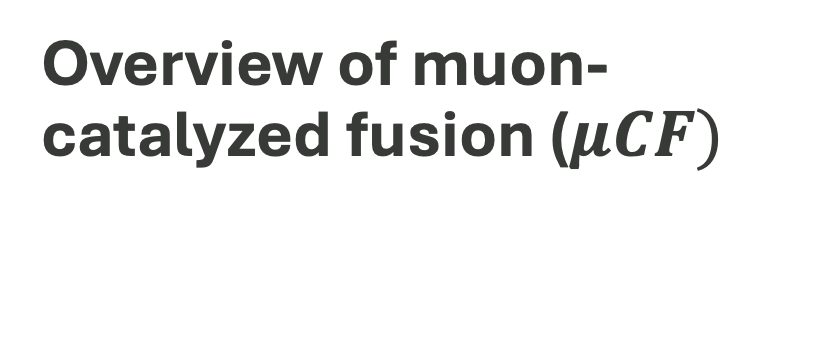 Overview of muon-
catalyzed fusion (μCF)